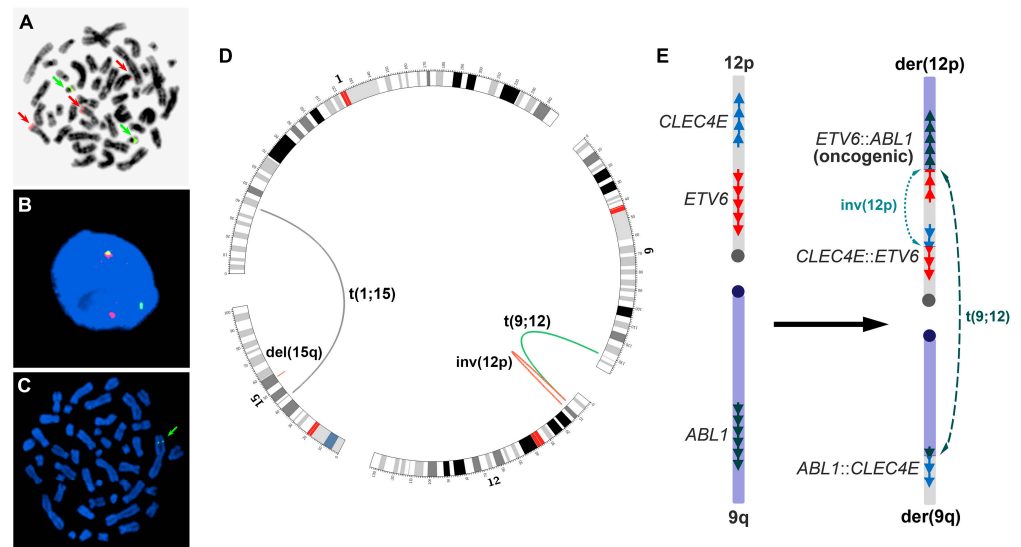 A
B
C
D
1
9
12
15
t(1;15)
del(15q)
t(9;12)
inv(12p)
E
12p
CLEC4E
ETV6
ABL1
9q
der(12p)
ETV6::ABL1
(oncogenic)
inv(12p)
CLEC4E::ETV6
t(9;12)
ABL1::CLEC4E
der(9q)